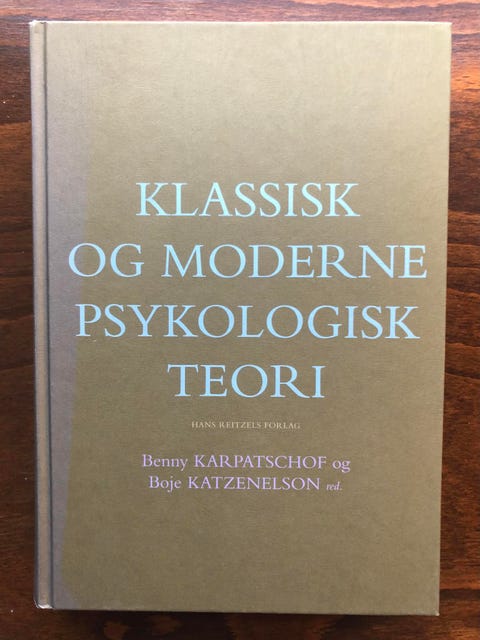 KLASSISK
OG MODERNE
PSYKOLOGISK
TEORI
HANS REITZELS FORLAG
Benny KARPATSCHOF og
Boje KATZENELSON red.